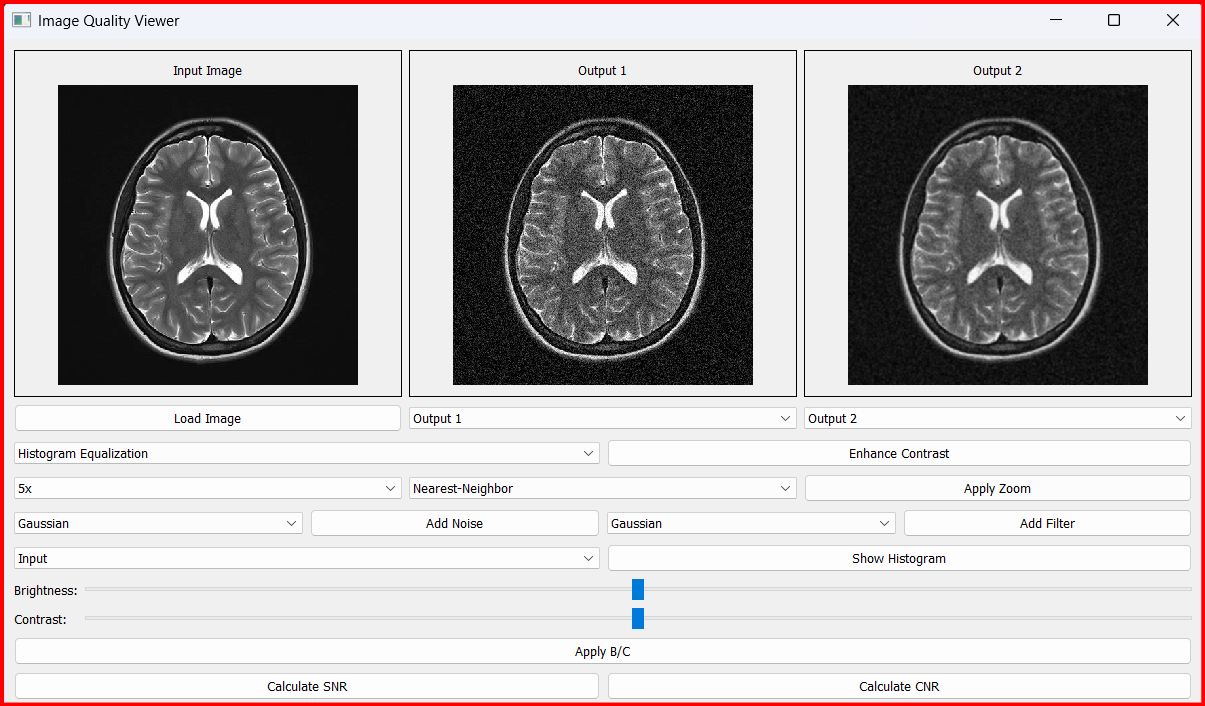 Image Quality Viewer
Input Image
Output 1
Output 2
Load Image
Output 1
Output 2
Histogram Equalization
Enhance Contrast
5x
Nearest-Neighbor
Apply Zoom
Gaussian
Add Noise
Gaussian
Add Filter
Input
Show Histogram
Brightness:
Contrast:
Apply B/C
Calculate SNR
Calculate CNR